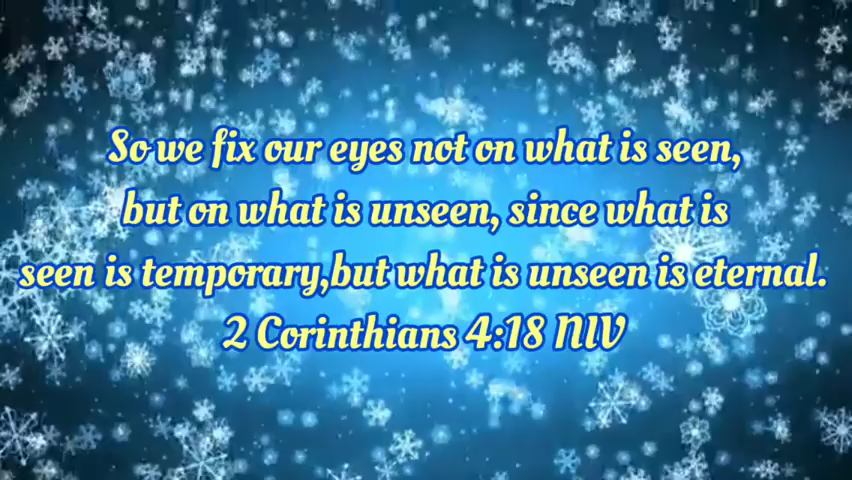 So we fix our eyes not on what is seen,
but on what is unseen, since what is
seen is temporary,but what is unseen is eternal.
2 Corinthians 4:18 NIV